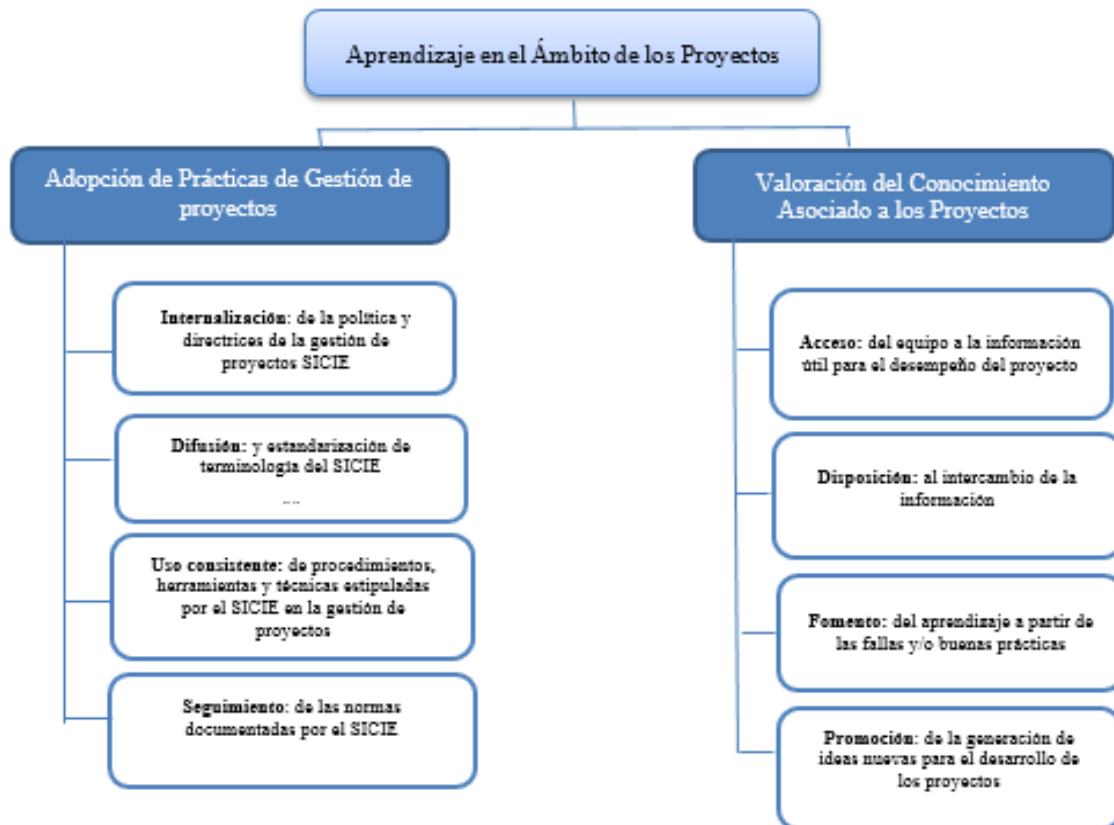 Aprendizaje en el Ámbito de los Proyectos
Adopción de Prácticas de Gestión de
proyectos
Internalización: de la política y
directrices de la gestión de
proyectos SICIE
Difusión: y estandarización de
terminología del SICIE
....
Uso consistente: de procedimientos,
herramientas y técnicas estipuladas
por el SICIE en la gestión de
proyectos
Seguimiento: de las normas
documentadas por el SICIE
Valoración del Conocimiento
Asociado a los Proyectos
Acceso: del equipo a la información
útil para el desempeño del proyecto
Disposición: al intercambio de la
información
Fomento: del aprendizaje a partir de
las fallas y/o buenas prácticas
Promoción: de la generación de
ideas nuevas para el desarrollo de
los proyectos